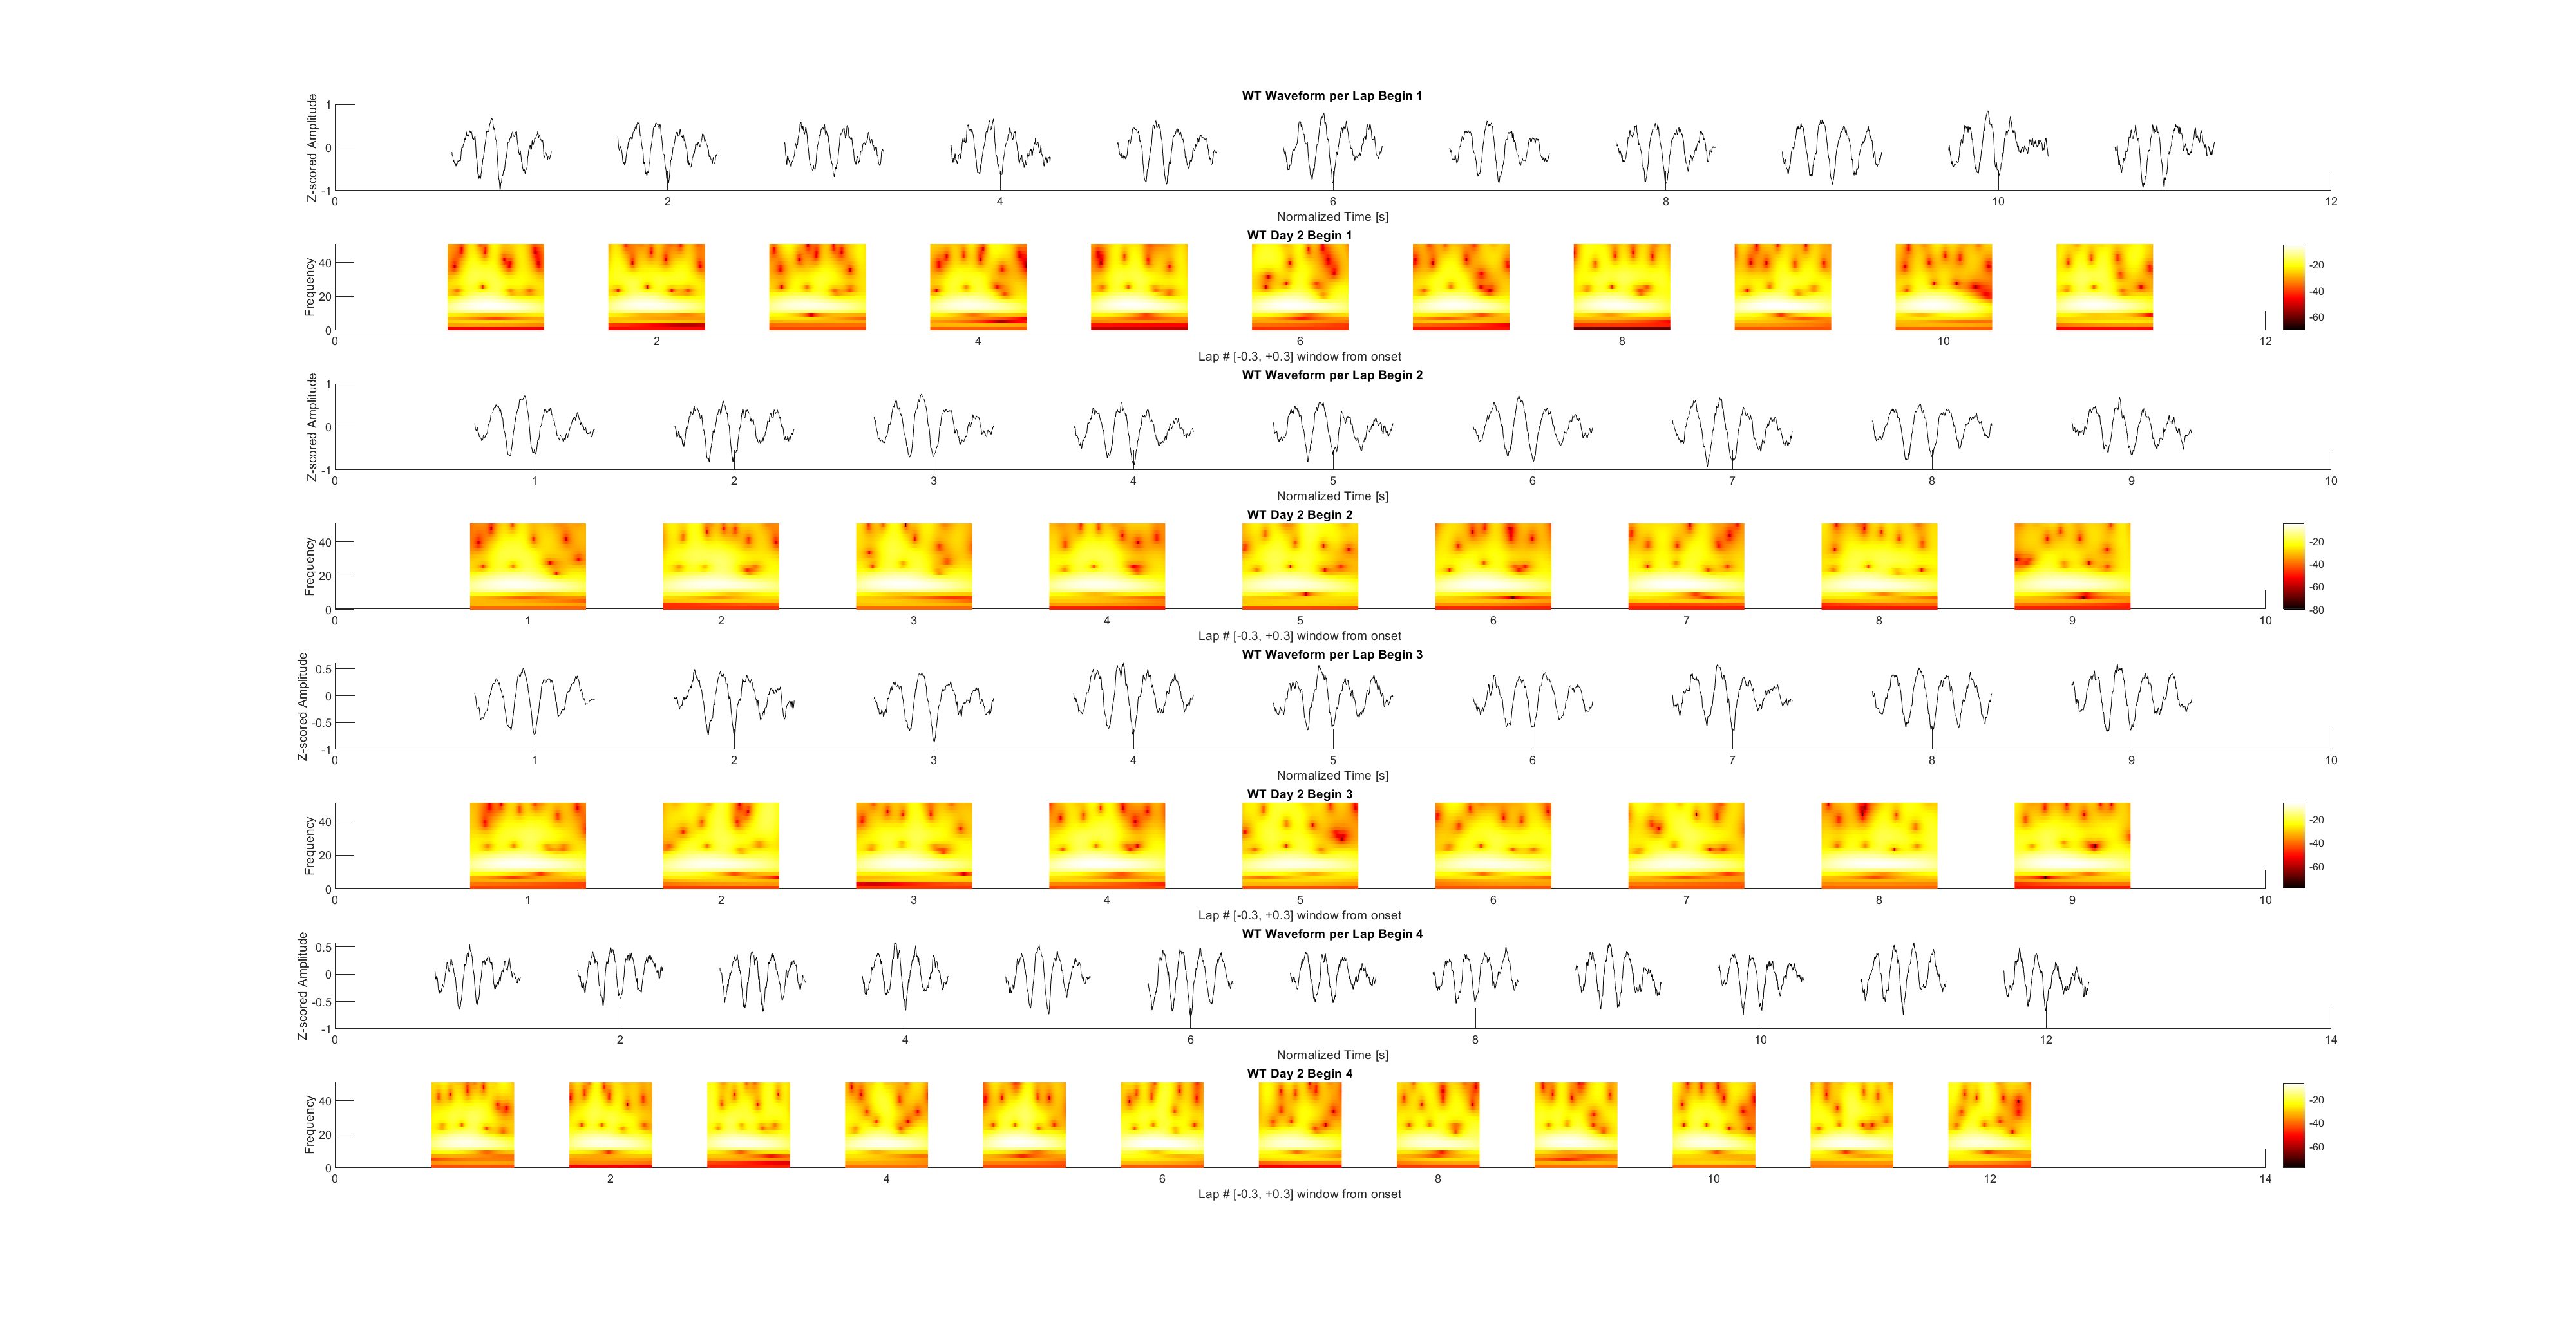 WT Waveform per Lap Begin 1
Z-scored Amplitude
1
0
-1
0 2 4 6 8 10 12
Normalized Time [s]
WT Day 2 Begin 1
Frequency
40
20
0
-20
-40
-60
0 2 4 6 8 10 12
Lap # [-0.3, +0.3] window from onset
WT Waveform per Lap Begin 2
Z-scored Amplitude
1
0
-1
0 1 2 3 4 5 6 7 8 9 10
Normalized Time [s]
WT Day 2 Begin 2
Frequency
40
20
0
-20
-40
-60
-80
0 1 2 3 4 5 6 7 8 9 10
Lap # [-0.3, +0.3] window from onset
WT Waveform per Lap Begin 3
Z-scored Amplitude
0.5
0
-0.5
-1
0 1 2 3 4 5 6 7 8 9 10
Normalized Time [s]
WT Day 2 Begin 3
Frequency
40
20
0
-20
-40
-60
0 1 2 3 4 5 6 7 8 9 10
Lap # [-0.3, +0.3] window from onset
WT Waveform per Lap Begin 4
Z-scored Amplitude
0.5
0
-0.5
-1
0 2 4 6 8 10 12 14
Normalized Time [s]
WT Day 2 Begin 4
Frequency
40
20
0
-20
-40
-60
0 2 4 6 8 10 12 14
Lap # [-0.3, +0.3] window from onset